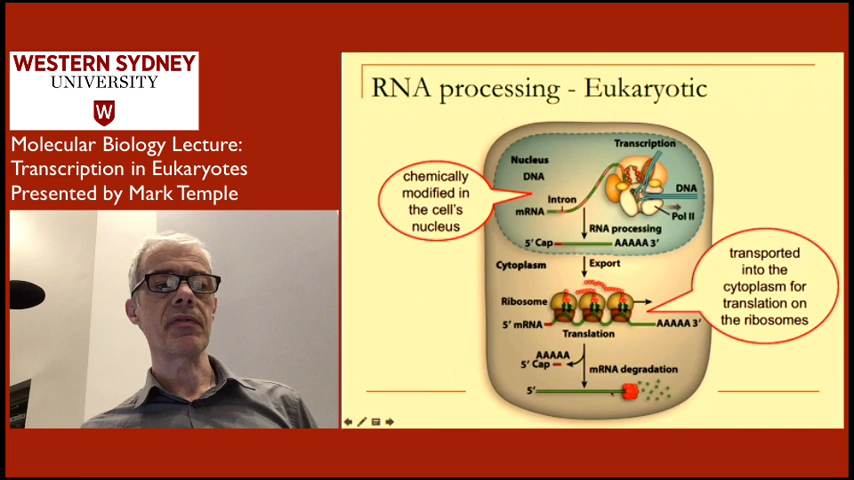 WESTERN SYDNEY
UNIVERSITY
W
Molecular Biology Lecture:
Transcription in Eukaryotes
Presented by Mark Temple
RNA processing - Eukaryotic
chemically
modified in
the cell's
nucleus
Transcription
Nucleus
DNA
Intron
mRNA
DNA
Pol II
RNA processing
5' Cap
AAAAA 3'
Cytoplasm
Export
transported
into the
cytoplasm for
translation on
the ribosomes
Ribosome
5' mRNA
AAAAA 3'
Translation
AAAAA
5' Cap
mRNA degradation
5'